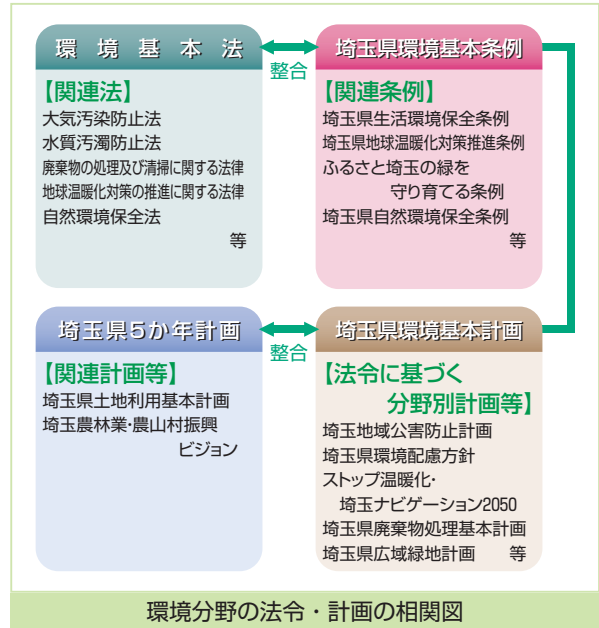 環境基本法
整合
埼玉県環境基本条例
【関連法】
大気汚染防止法
水質汚濁防止法
廃棄物の処理及び清掃に関する法律
地球温暖化対策の推進に関する法律
自然環境保全法
等
【関連条例】
埼玉県生活環境保全条例
埼玉県地球温暖化対策推進条例
ふるさと埼玉の緑を
守り育てる条例
埼玉県自然環境保全条例
等
埼玉県5か年計画
整合
埼玉県環境基本計画
【関連計画等】
埼玉県土地利用基本計画
埼玉農林業・農山村振興
ビジョン
【法令に基づく
分野別計画等】
埼玉地域公害防止計画
埼玉県環境配慮方針
ストップ温暖化・
埼玉ナビゲーション2050
埼玉県廃棄物処理基本計画
埼玉県広域緑地計画 等
環境分野の法令・計画の相関図